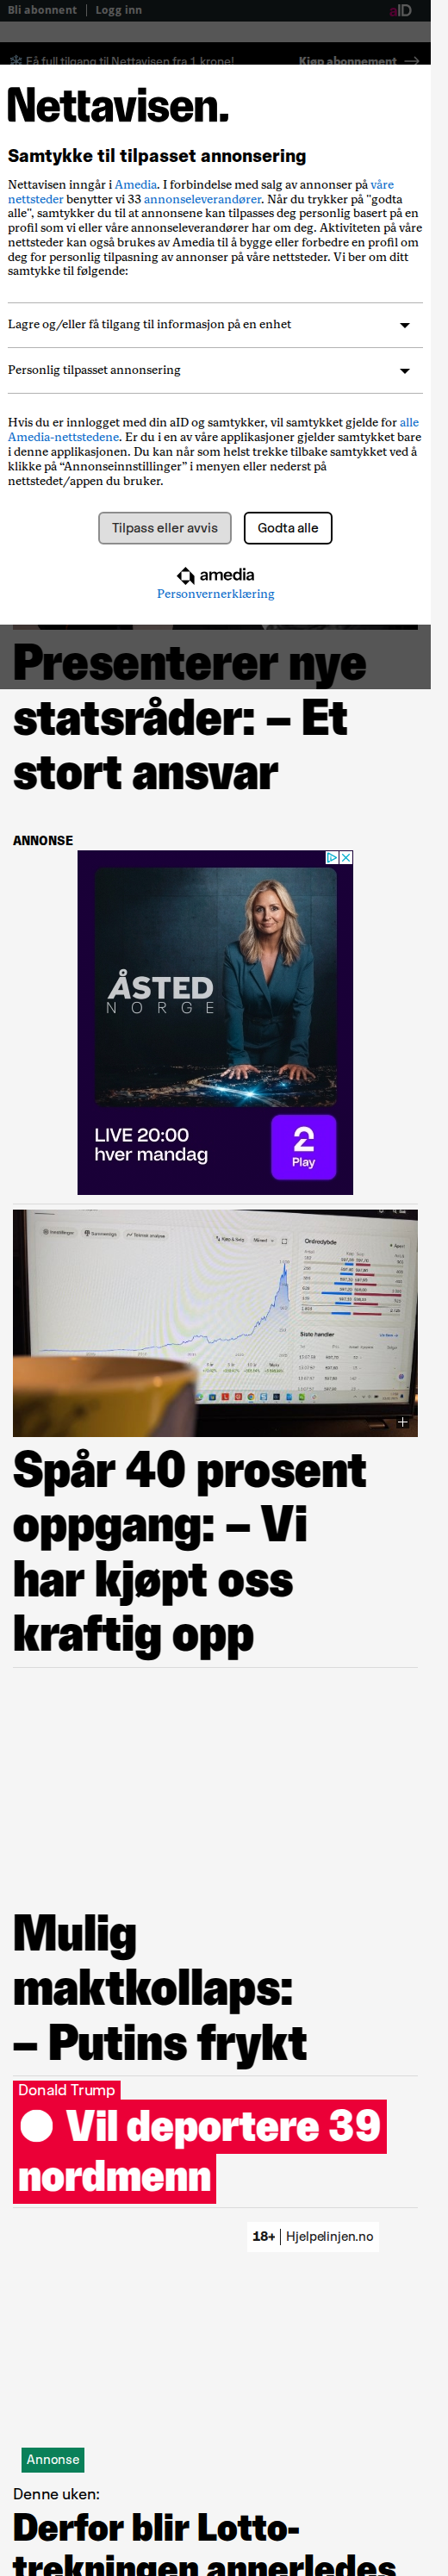 Bli abonnent | Logg inn
aID
Få full tilgang til Nettavisen fra 1 krone!
Kjøp abonnement →
Nettavisen.
Samtykke til tilpasset annonsering
Nettavisen inngår i Amedia. I forbindelse med salg av annonser på våre
nettsteder benytter vi 33 annonseleverandører. Når du trykker på "godta
alle", samtykker du til at annonsene kan tilpasses deg personlig basert på en
profil som vi eller våre annonseleverandører har om deg. Aktiviteten på våre
nettsteder kan også brukes av Amedia til å bygge eller forbedre en profil om
deg for personlig tilpasning av annonser på våre nettsteder. Vi ber om ditt
samtykke til følgende:
Lagre og/eller få tilgang til informasjon på en enhet
Personlig tilpasset annonsering
Hvis du er innlogget med din aID og samtykker, vil samtykket gjelde for alle
Amedia-nettstedene. Er du i en av våre applikasjoner gjelder samtykket bare
i denne applikasjonen. Du kan når som helst trekke tilbake samtykket ved å
klikke på “Annonseinnstillinger” i menyen eller nederst på
nettstedet/appen du bruker.
Tilpass eller avvis
Godta alle
amedia
Personvernerklæring
Presenterer nye
statsråder: – Et
stort ansvar
ANNONSE
ÅSTED
NORGE
LIVE 20:00
hver mandag
2
Play
Ordredybde
Siste handler
Spår 40 prosent
oppgang: – Vi
har kjøpt oss
kraftig opp
Mulig
maktkollaps:
– Putins frykt
Donald Trump
Vil deportere 39
nordmenn
18+ | Hjelpelinjen.no
Annonse
Denne uken:
Derfor blir Lotto-
trekningen annerledes